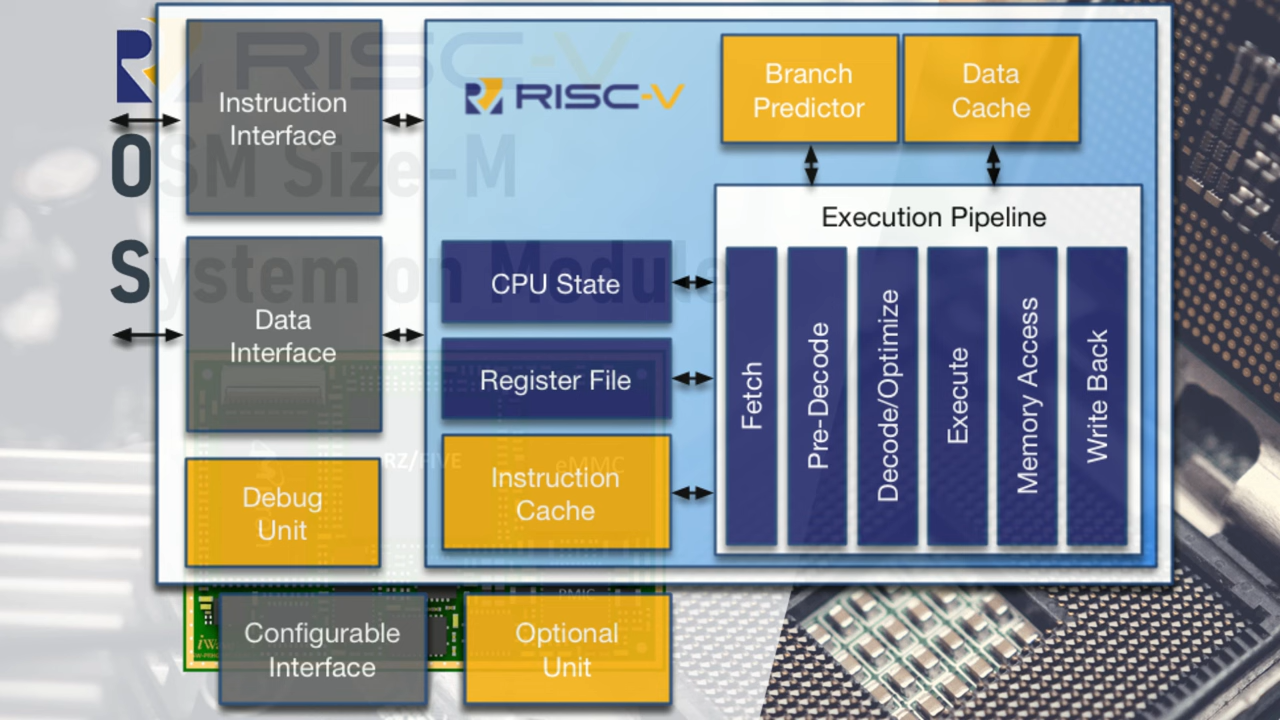 RISC-V
OSM Size-M
System on Module
Instruction
Interface
Data
Interface
Debug
Unit
RISC-V
Branch
Predictor
Data
Cache
CPU State
Register File
Instruction
Cache
Execution Pipeline
Fetch
Pre-Decode
Decode/Optimize
Execute
Memory Access
Write Back
RZ/FIVE
eMMC
PMIC
Configurable
Interface
Optional
Unit